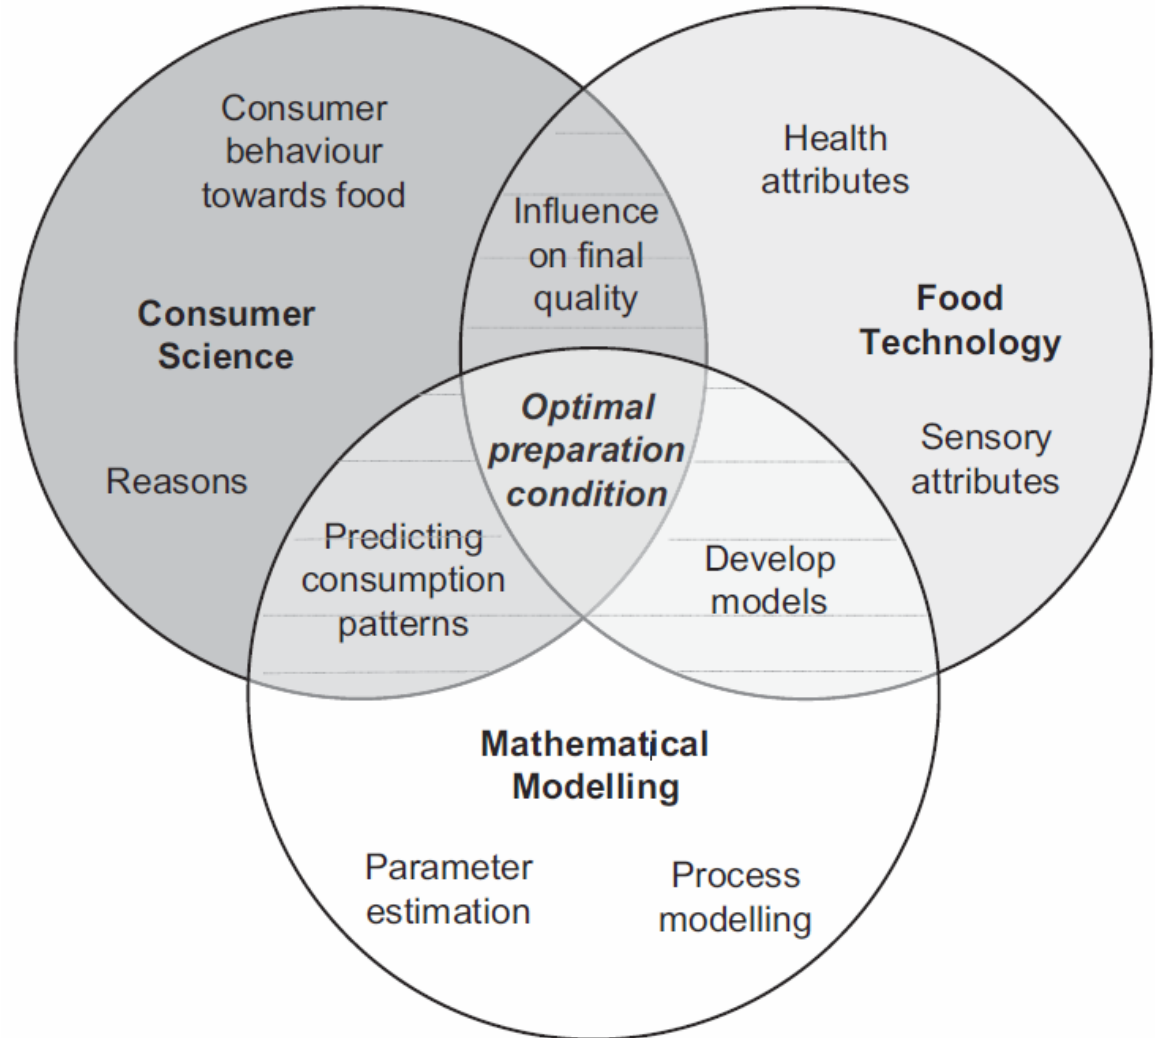 Consumer
behaviour
towards food
Health
attributes
Influence
on final
quality
Consumer
Science
Food
Technology
Optimal
preparation
condition
Reasons
Sensory
attributes
Predicting
consumption
patterns
Develop
models
Mathematical
Modelling
Parameter
estimation
Process
modelling